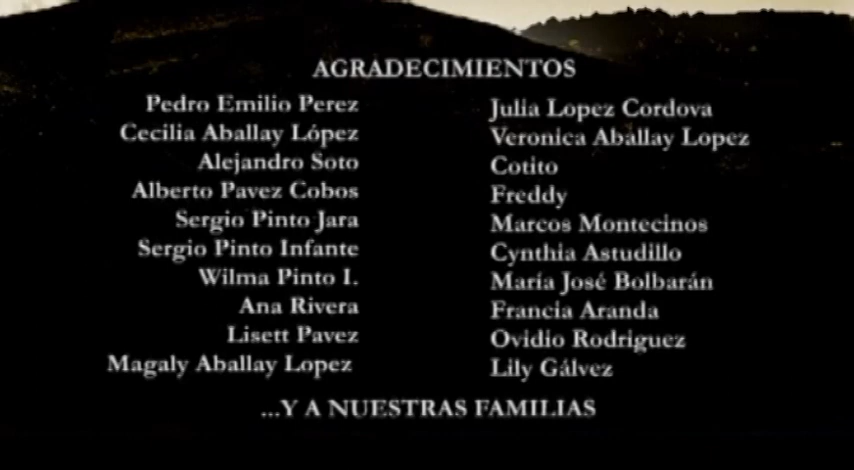 AGRADECIMIENTOS
Pedro Emilio Perez
Cecilia Aballay López
Alejandro Soto
Alberto Pavez Cobos
Sergio Pinto Jara
Sergio Pinto Infante
Wilma Pinto I.
Ana Rivera
Lisett Pavez
Magaly Aballay Lopez
Julia Lopez Cordova
Veronica Aballay Lopez
Cotito
Freddy
Marcos Montecinos
Cynthia Astudillo
María José Bolbarán
Francia Aranda
Ovidio Rodriguez
Lily Gálvez
...Y A NUESTRAS FAMILIAS